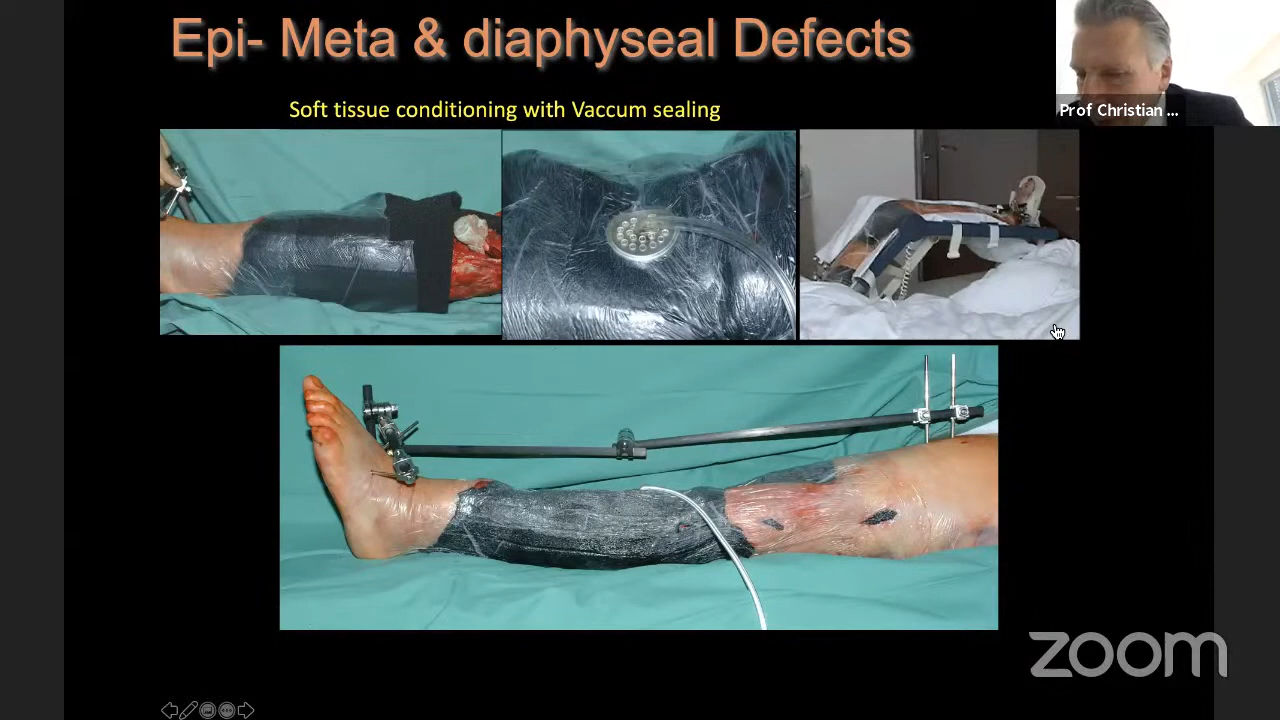 Epi- Meta & diaphyseal Defects
Prof Christian ...
Soft tissue conditioning with Vaccum sealing
zoom